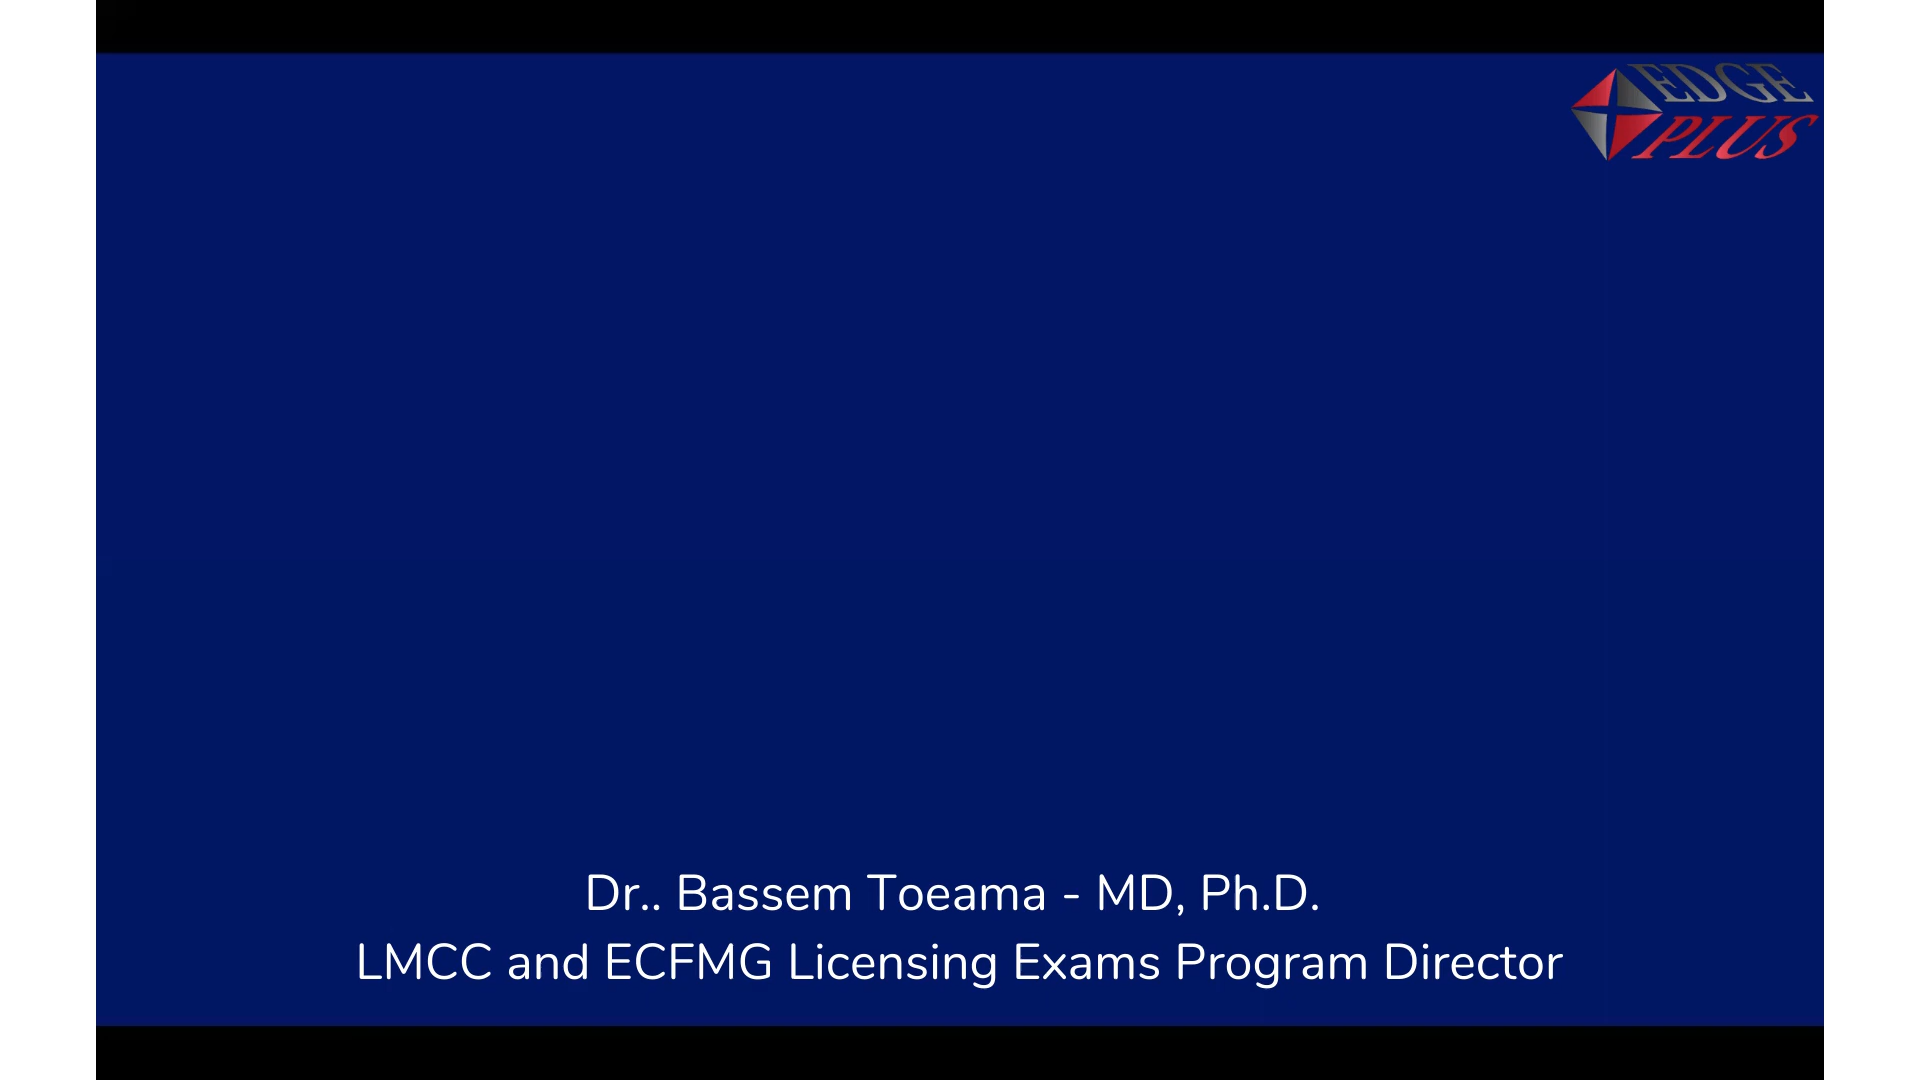 EDGE
PLUS
Dr.. Bassem Toeama - MD, Ph.D.
LMCC and ECFMG Licensing Exams Program Director